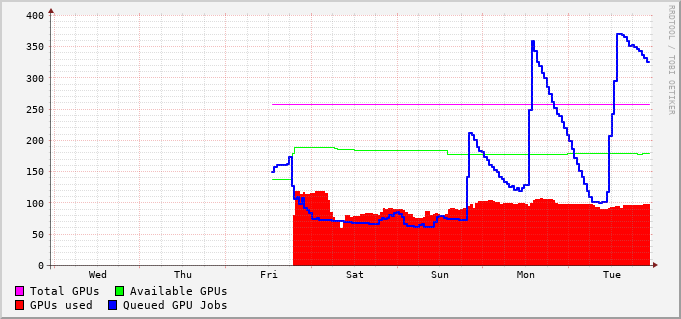 400
350
300
250
200
150
100
50
0
Wed Thu Fri Sat Sun Mon Tue
Total GPUs Available GPUs
GPUs used Queued GPU Jobs
RRDTOOL / TOBI OETIKER